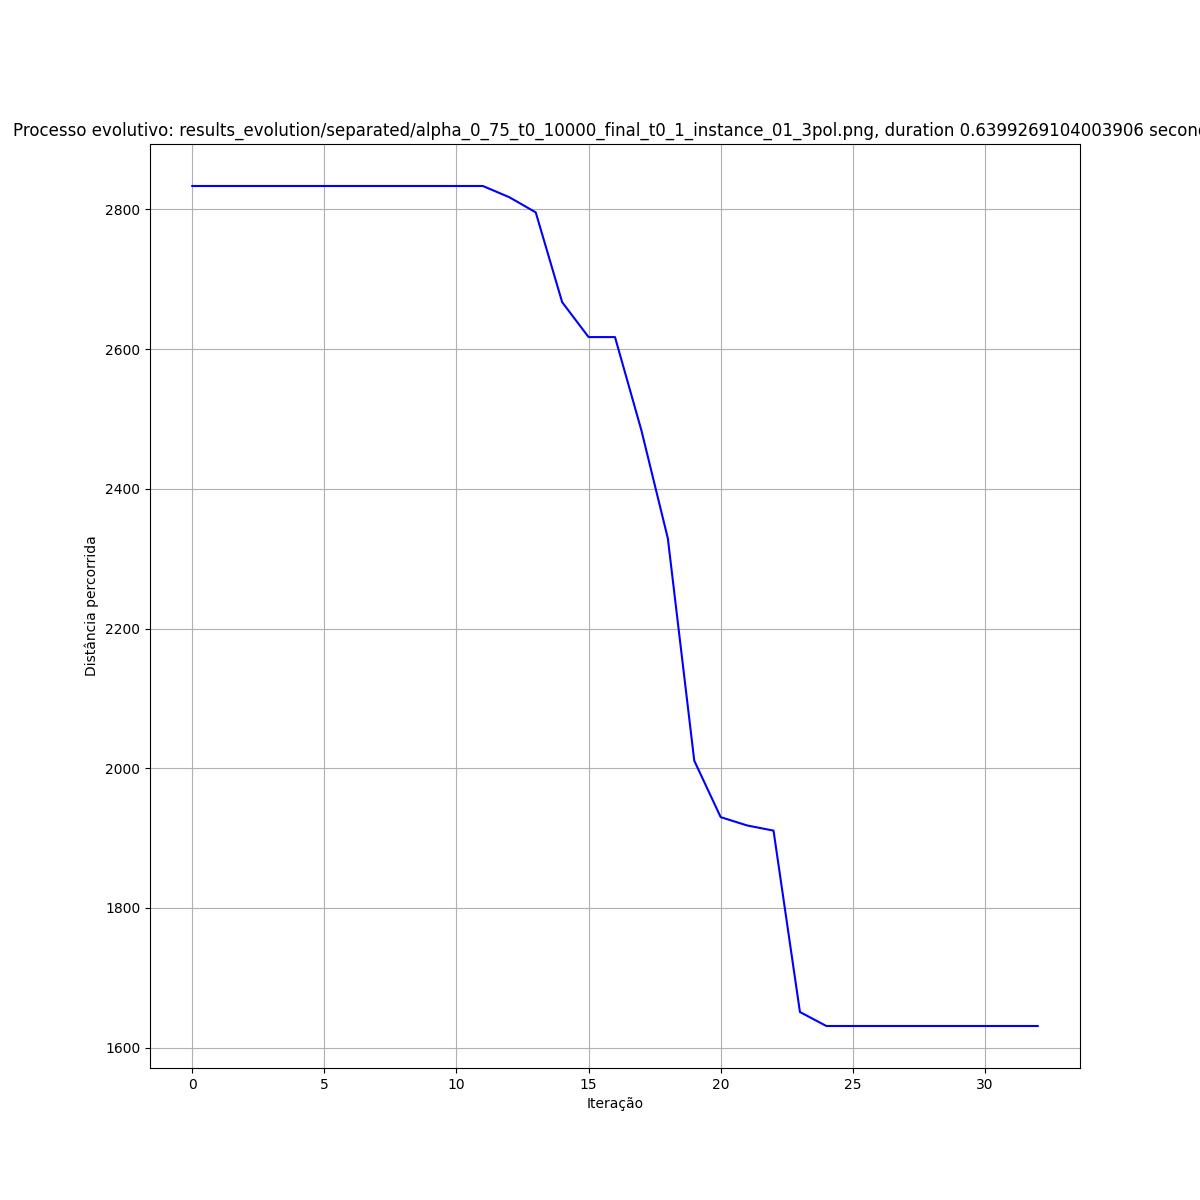 Processo evolutivo: results_evolution/separated/alpha_0_75_t0_10000_final_t0_1_instance_01_3pol.png, duration 0.6399269104003906
2800
2600
2400
2200
2000
1800
1600
Distância percorrida
0 5 10 15 20 25 30
Iteração